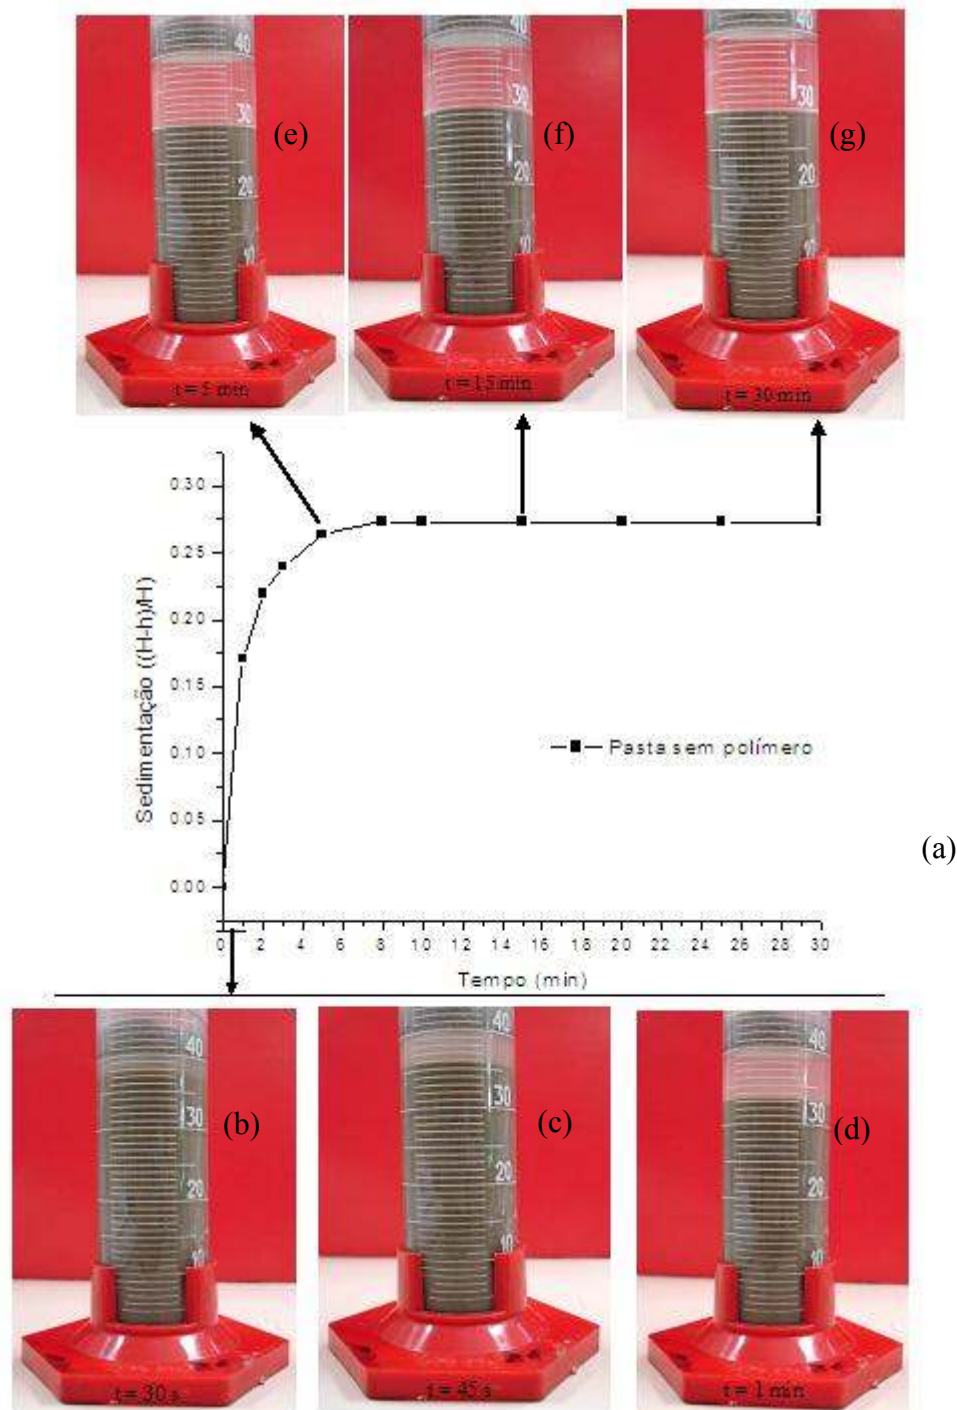 40
30
20
10
(e)
t = 5 min
40
30
20
10
(f)
t = 15 min
40
30
20
10
(g)
t = 30 min
Sedimentação ((H-h)/H)
0.30
0.25
0.20
0.15
0.10
0.05
0.00
Pasta sem polímero
(a)
0 2 4 6 8 10 12 14 16 18 20 22 24 26 28 30
Tempo (min)
40
30
20
10
(b)
t = 30 s
40
30
20
10
(c)
t = 45 s
40
30
20
10
(d)
t = 1 min